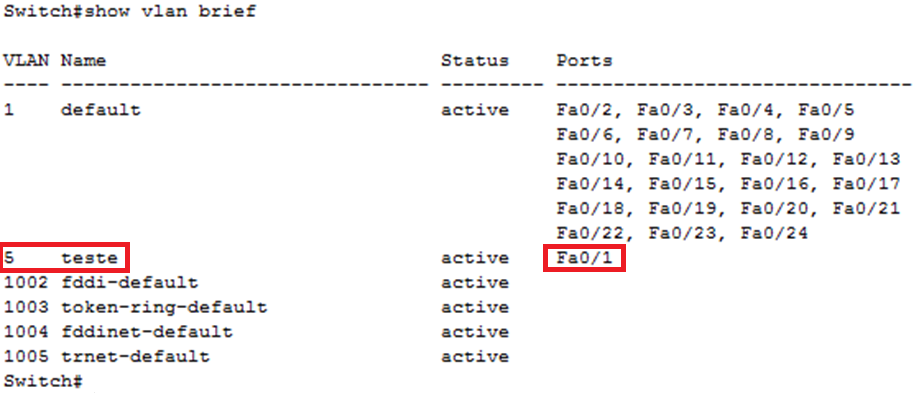 Switch#show vlan brief
VLAN Name Status Ports
---- -------------------------------- --------- -------------------------------
1 default active Fa0/2, Fa0/3, Fa0/4, Fa0/5
Fa0/6, Fa0/7, Fa0/8, Fa0/9
Fa0/10, Fa0/11, Fa0/12, Fa0/13
Fa0/14, Fa0/15, Fa0/16, Fa0/17
Fa0/18, Fa0/19, Fa0/20, Fa0/21
Fa0/22, Fa0/23, Fa0/24
5 teste active Fa0/1
1002 fddi-default active
1003 token-ring-default active
1004 fddinet-default active
1005 trnet-default active
Switch#